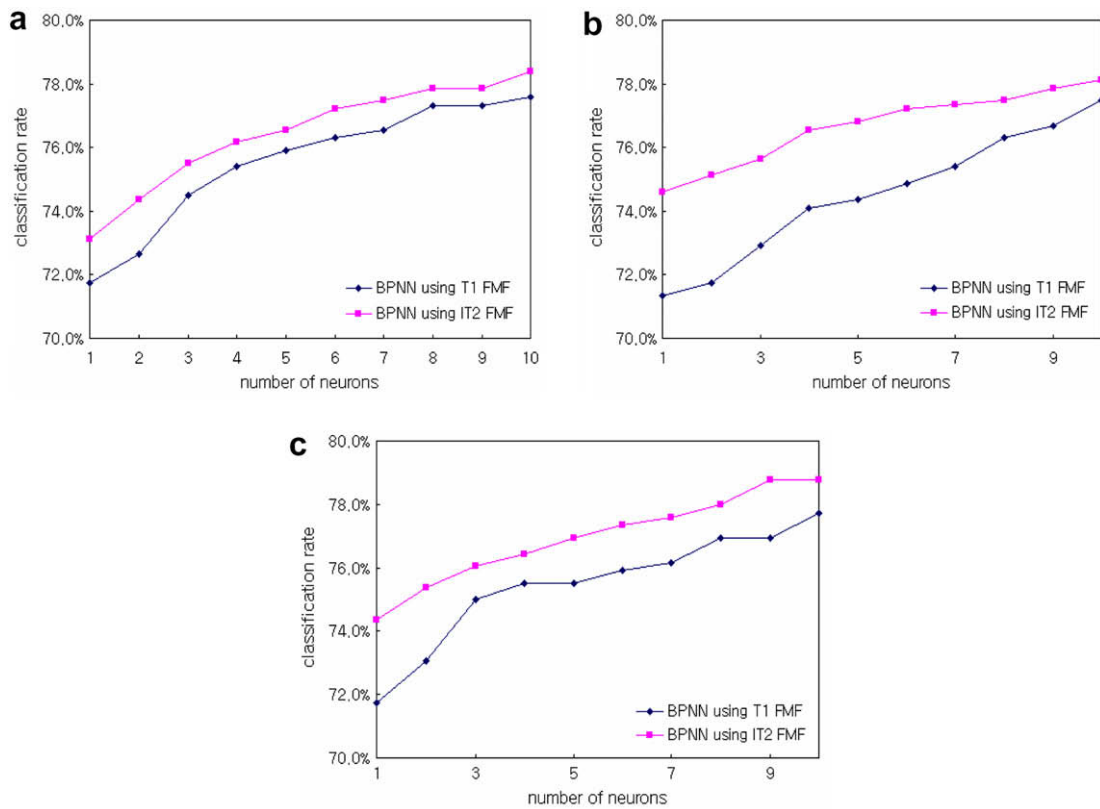 a
80.0%
78.0%
76.0%
74.0%
72.0%
70.0%
classification rate
BPNN using T1 FMF
BPNN using IT2 FMF
1 2 3 4 5 6 7 8 9 10
number of neurons
b
80.0%
78.0%
76.0%
74.0%
72.0%
70.0%
classification rate
BPNN using T1 FMF
BPNN using IT2 FMF
1 3 5 7 9
number of neurons
c
80.0%
78.0%
76.0%
74.0%
72.0%
70.0%
classification rate
BPNN using T1 FMF
BPNN using IT2 FMF
1 3 5 7 9
number of neurons